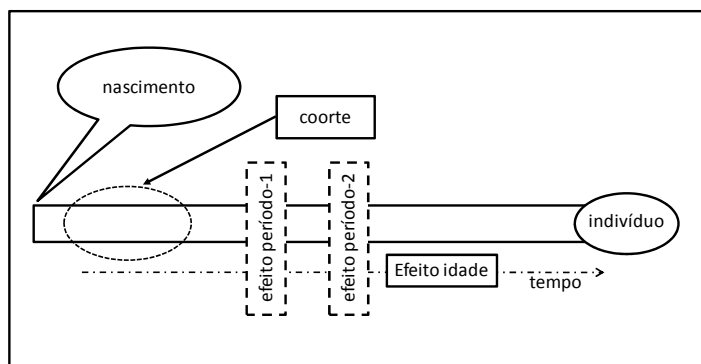 nascimento
coorte
efeito período-1
efeito período-2
indivíduo
Efeito idade
tempo